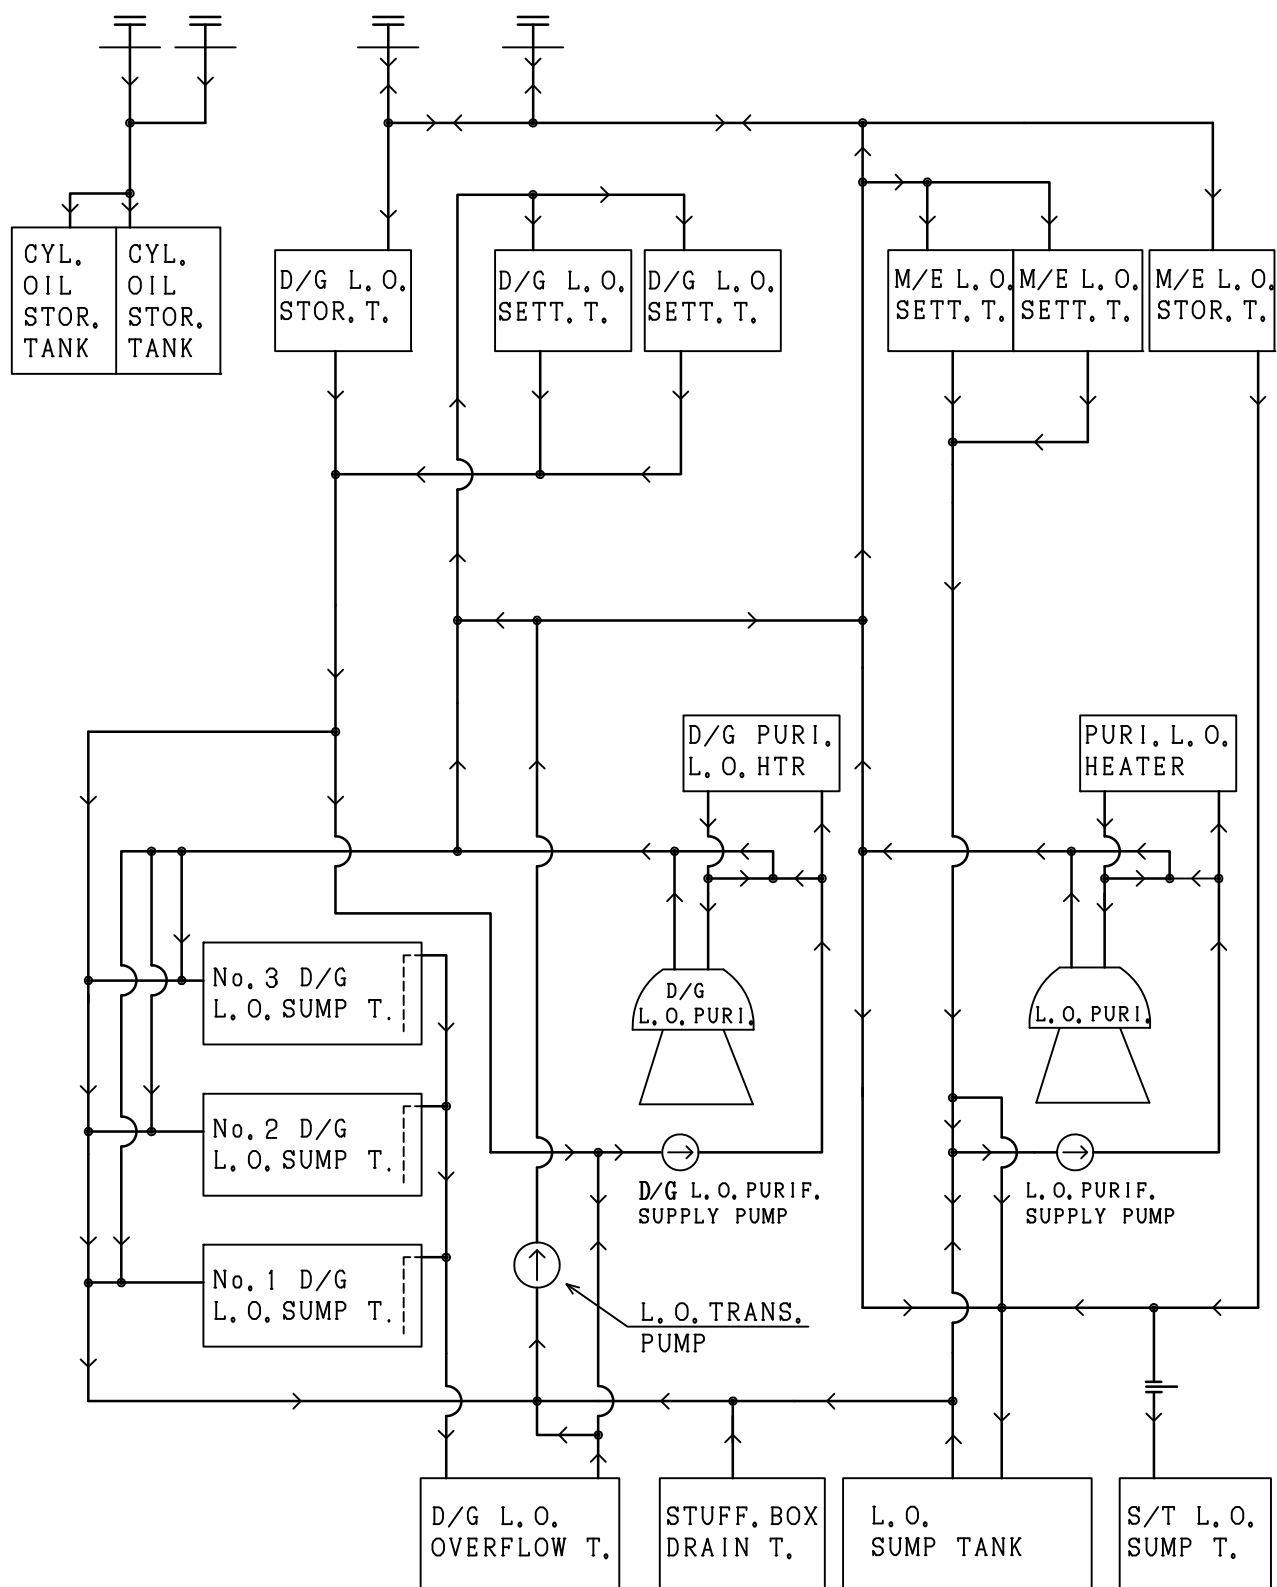 CYL.
OIL
STOR.
TANK
CYL.
OIL
STOR.
TANK
D/G L.O.
STOR.T.
D/G L.O.
SETT.T.
D/G L.O.
SETT.T.
M/E L.O.
SETT.T.
M/E L.O.
SETT.T.
M/E L.O.
STOR.T.
D/G PURI.
L.O.HTR
PURI.L.O.
HEATER
No.3 D/G
L.O.SUMP T.
D/G
L.O.PURI.
L.O.PURI.
No.2 D/G
L.O.SUMP T.
D/G L.O.PURIF.
SUPPLY PUMP
L.O.PURIF.
SUPPLY PUMP
No.1 D/G
L.O.SUMP T.
L.O.TRANS.
PUMP
D/G L.O.
OVERFLOW T.
STUFF.BOX
DRAIN T.
L.O.
SUMP TANK
S/T L.O.
SUMP T.